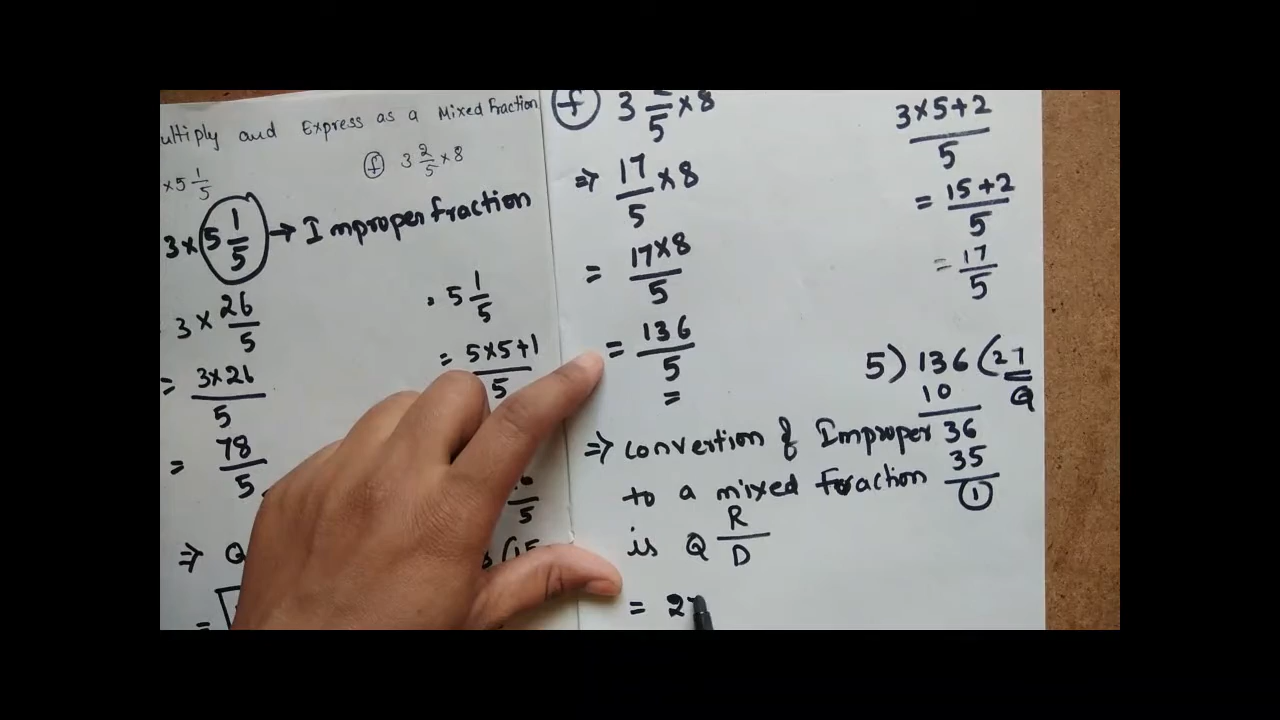 ultiply and Express as a Mixed fraction
×5 1/5
(f) 3 2/5 ×8
3× 5 1/5 → Improper fraction
3 × 26/5
= 3×26/5
= 78/5
⇒ Q
=
5 1/5
= 5×5+1/5
5
(f) 3 /5 ×8
⇒ 17/5 ×8
= 17×8/5
= 136/5
=
3×5+2/5
= 15+2/5
= 17/5
5)136(27
10 Q
36
35
1
⇒ Convertion of Improper
to a mixed fraction
is Q R/D
= 2